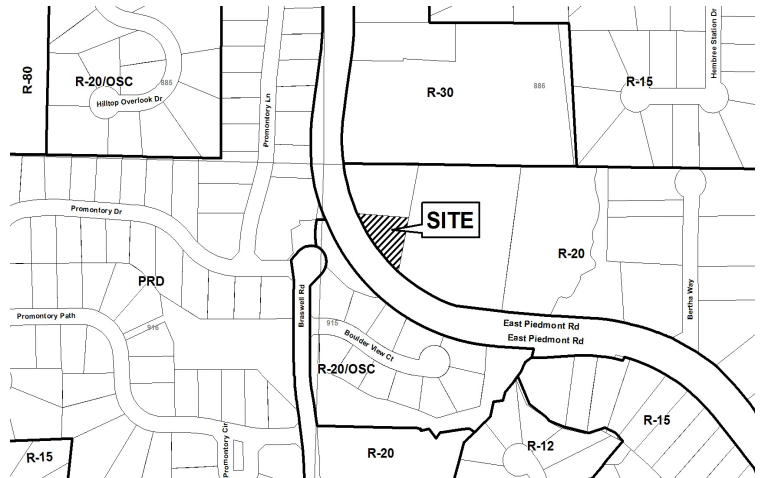 R-80
R-20/OSC
885
Hilltop Overlook Dr
Promontory Ln
R-30
886
R-15
Hembree Station Dr
SITE
Promontory Dr
PRD
R-20
Promontory Path
916
Braswell Rd
915
Boulder View Ct
East Piedmont Rd
East Piedmont Rd
Bertha Way
R-20/OSC
R-15
R-12
R-20
R-15
Promontory Cir